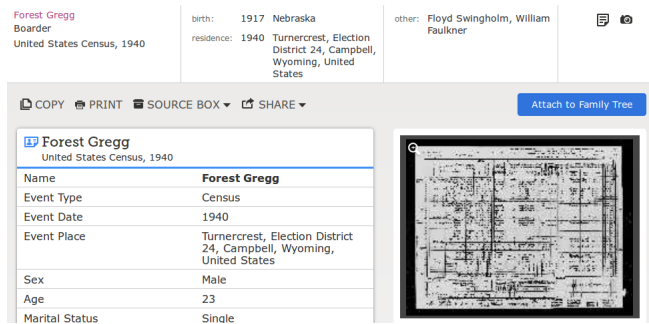 Forest Gregg
Boarder
United States Census, 1940
birth: 1917 Nebraska
residence: 1940 Turnercrest, Election
District 24, Campbell,
Wyoming, United
States
other: Floyd Swingholm, William
Faulkner
COPY PRINT SOURCE BOX SHARE
Attach to Family Tree
Forest Gregg
United States Census, 1940
Name Forest Gregg
Event Type Census
Event Date 1940
Event Place Turnercrest, Election District
24, Campbell, Wyoming,
United States
Sex Male
Age 23
Marital Status Single